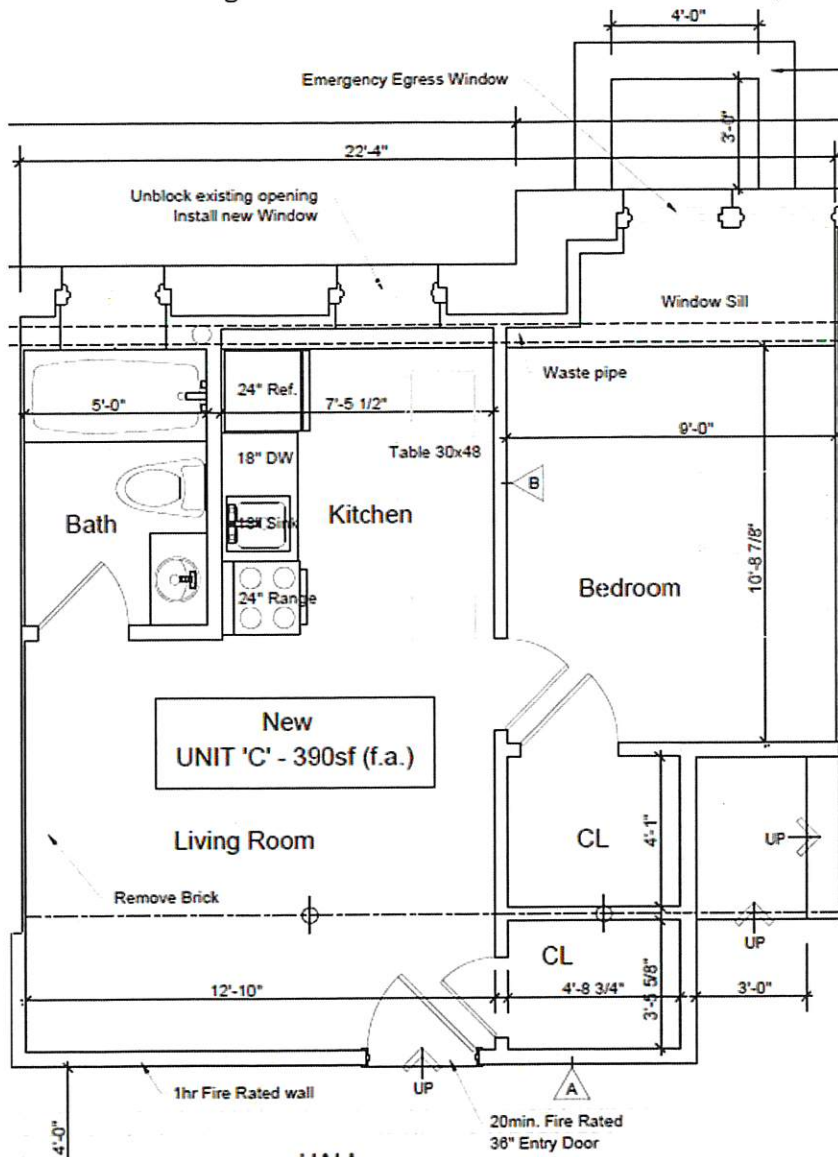 4'-0"
Emergency Egress Window
3'-0"
22'-4"
Unblock existing opening
Install new Window
Window Sill
Waste pipe
24" Ref.
5'-0"
7'-5 1/2"
9'-0"
18" DW
Table 30x48
B
Bath
18" Sink
Kitchen
10'-8 7/8"
Bedroom
24" Range
New
UNIT 'C' - 390sf (f.a.)
Living Room
CL
4'-1"
UP
Remove Brick
UP
CL
12'-10"
4'-8 3/4"
3'-5 5/8"
3'-0"
1hr Fire Rated wall
UP
A
20min. Fire Rated
36" Entry Door
4'-0"